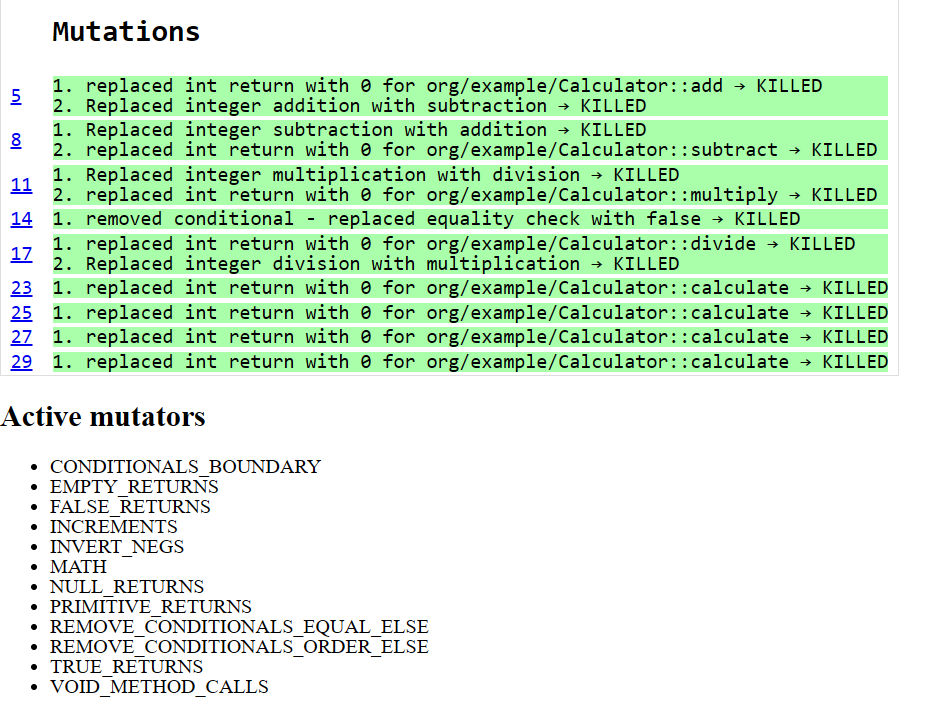 Mutations
5
1. replaced int return with 0 for org/example/Calculator::add → KILLED
2. Replaced integer addition with subtraction → KILLED
8
1. Replaced integer subtraction with addition → KILLED
2. replaced int return with 0 for org/example/Calculator::subtract → KILLED
11
1. Replaced integer multiplication with division → KILLED
2. replaced int return with 0 for org/example/Calculator::multiply → KILLED
14 1. removed conditional - replaced equality check with false → KILLED
17
1. replaced int return with 0 for org/example/Calculator::divide → KILLED
2. Replaced integer division with multiplication → KILLED
23 1. replaced int return with 0 for org/example/Calculator::calculate → KILLED
25 1. replaced int return with 0 for org/example/Calculator::calculate → KILLED
27 1. replaced int return with 0 for org/example/Calculator::calculate → KILLED
29 1. replaced int return with 0 for org/example/Calculator::calculate → KILLED
Active mutators
• CONDITIONALS_BOUNDARY
• EMPTY_RETURNS
• FALSE_RETURNS
• INCREMENTS
• INVERT_NEGS
• MATH
• NULL_RETURNS
• PRIMITIVE_RETURNS
• REMOVE_CONDITIONALS_EQUAL_ELSE
• REMOVE_CONDITIONALS_ORDER_ELSE
• TRUE_RETURNS
• VOID_METHOD_CALLS